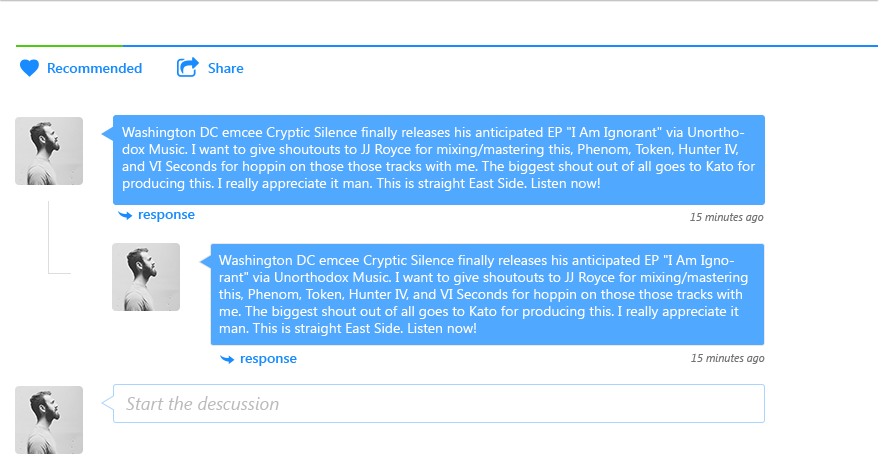 Recommended
Share
Washington DC emcee Cryptic Silence finally releases his anticipated EP "I Am Ignorant" via Unortho-
dox Music. I want to give shoutouts to JJ Royce for mixing/mastering this, Phenom, Token, Hunter IV,
and VI Seconds for hoppin on those those tracks with me. The biggest shout out of all goes to Kato for
producing this. I really appreciate it man. This is straight East Side. Listen now!
response
15 minutes ago
Washington DC emcee Cryptic Silence finally releases his anticipated EP "I Am Igno-
rant" via Unorthodox Music. I want to give shoutouts to JJ Royce for mixing/mastering
this, Phenom, Token, Hunter IV, and VI Seconds for hoppin on those those tracks with
me. The biggest shout out of all goes to Kato for producing this. I really appreciate it
man. This is straight East Side. Listen now!
response
15 minutes ago
Start the descussion